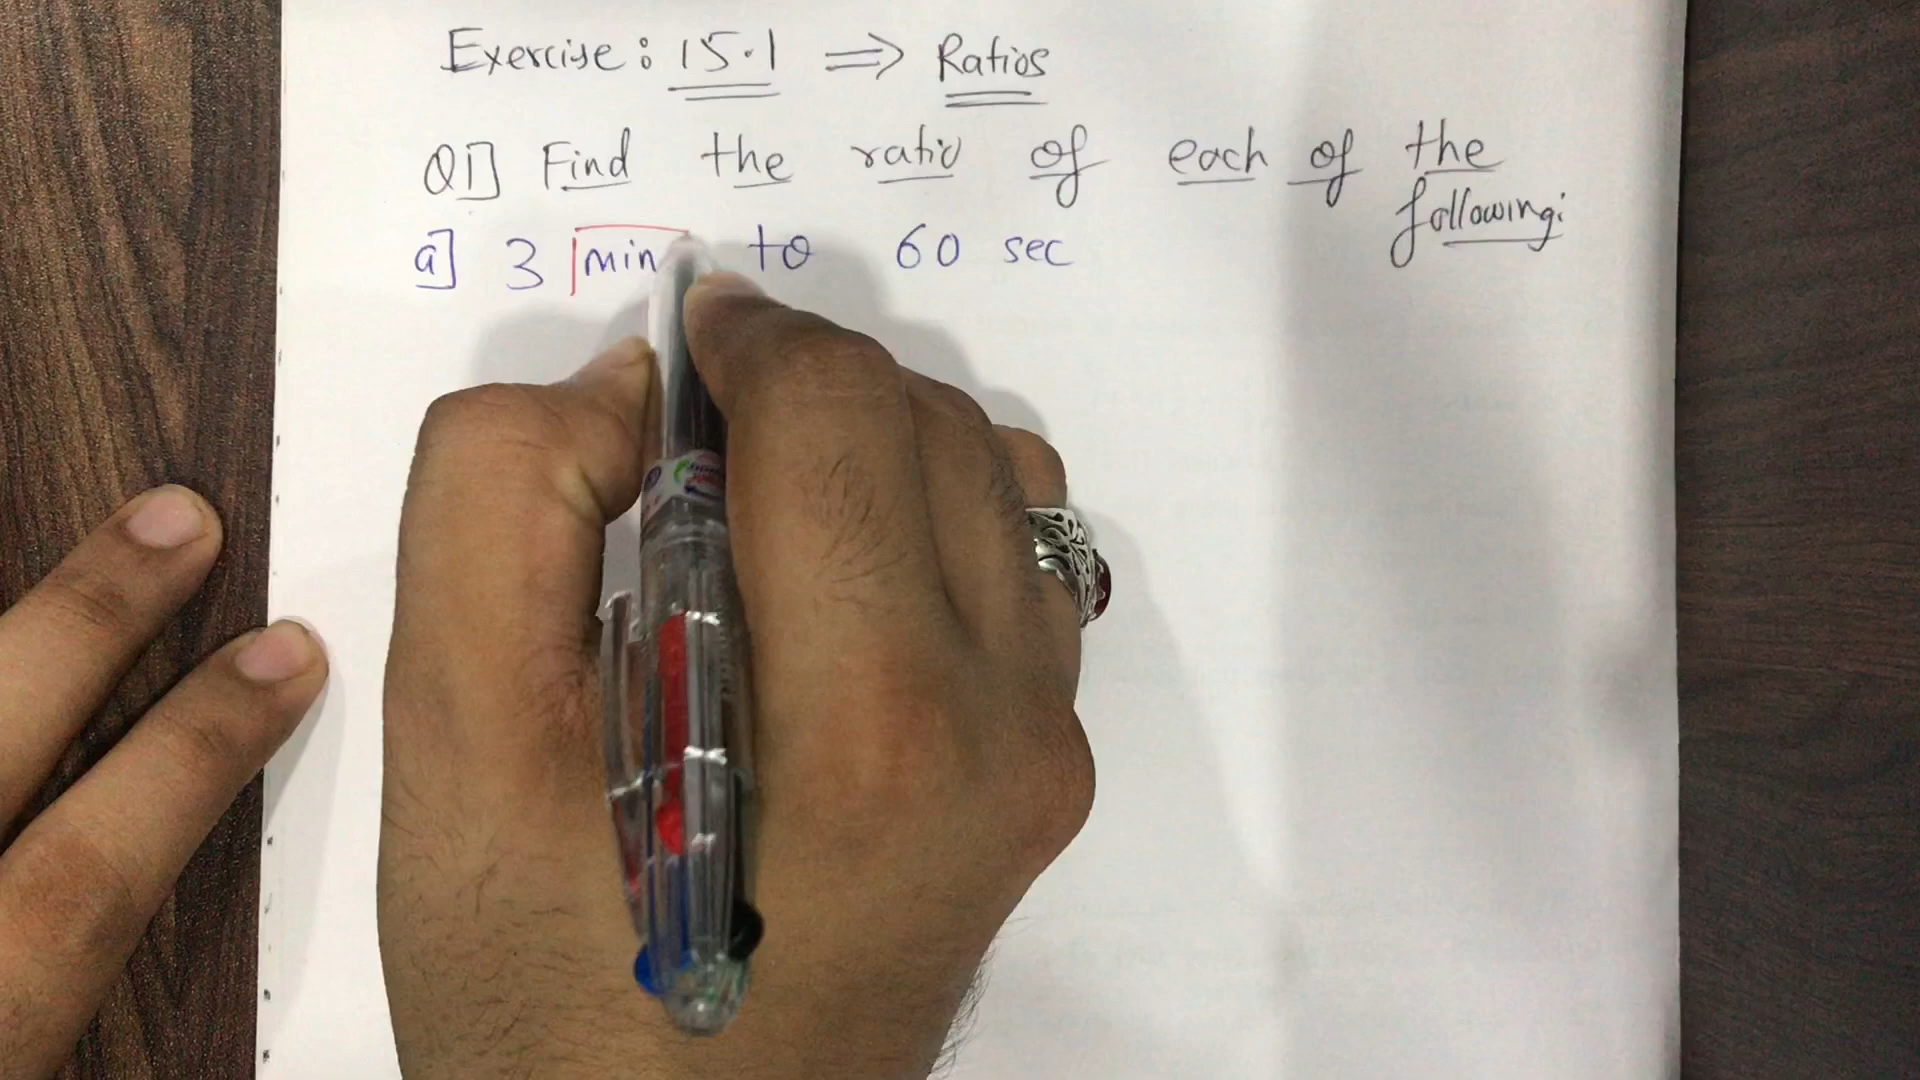 Exercise: 15.1 => Ratios
Q1] Find the ratio of each of the
following:
a] 3 min to 60 sec